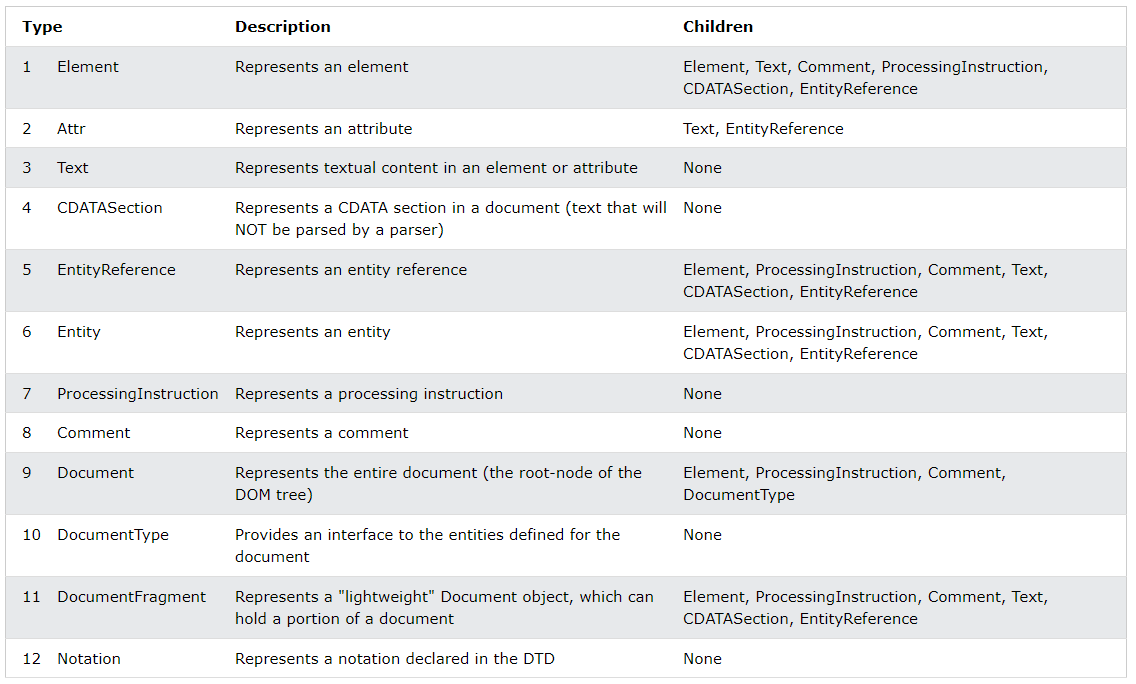 Type Description Children
1 Element Represents an element Element, Text, Comment, ProcessingInstruction,
CDATASection, EntityReference
2 Attr Represents an attribute Text, EntityReference
3 Text Represents textual content in an element or attribute None
4 CDATASection Represents a CDATA section in a document (text that will None
NOT be parsed by a parser)
5 EntityReference Represents an entity reference Element, ProcessingInstruction, Comment, Text,
CDATASection, EntityReference
6 Entity Represents an entity Element, ProcessingInstruction, Comment, Text,
CDATASection, EntityReference
7 ProcessingInstruction Represents a processing instruction None
8 Comment Represents a comment None
9 Document Represents the entire document (the root-node of the Element, ProcessingInstruction, Comment,
DOM tree) DocumentType
10 DocumentType Provides an interface to the entities defined for the None
document
11 DocumentFragment Represents a "lightweight" Document object, which can Element, ProcessingInstruction, Comment, Text,
hold a portion of a document CDATASection, EntityReference
12 Notation Represents a notation declared in the DTD None